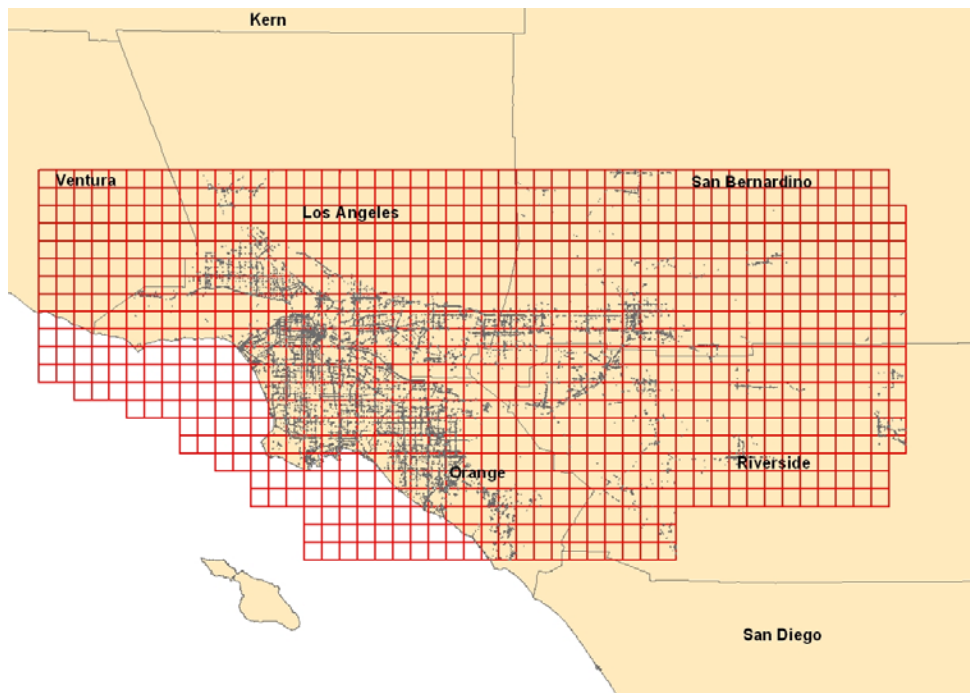 Kern
Ventura
San Bernardino
Los Angeles
Riverside
Orange
San Diego